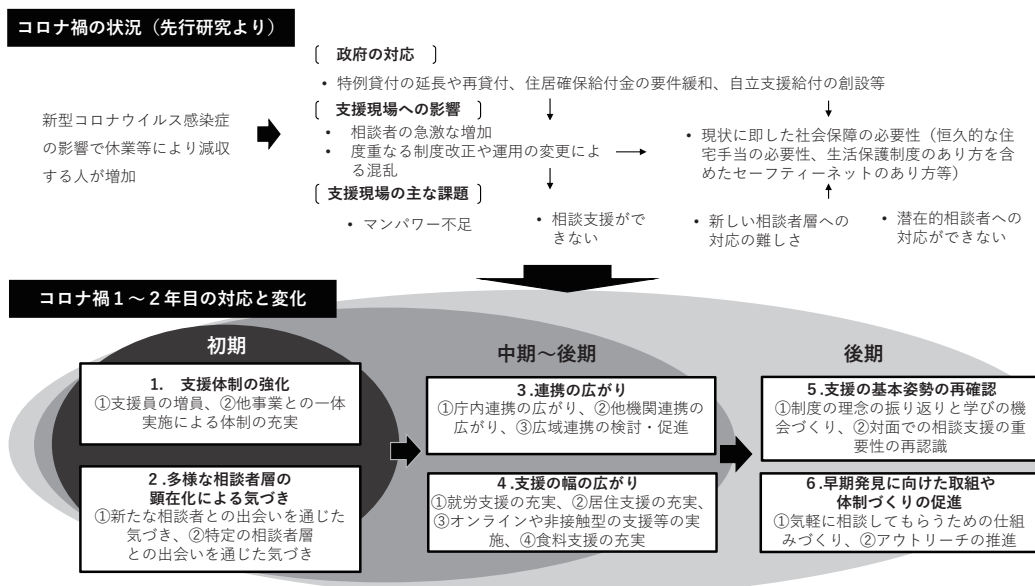 コロナ禍の状況（先行研究より）
政府の対応
• 特例貸付の延長や再貸付、住居確保給付金の要件緩和、自立支援給付の創設等
新型コロナウイルス感染症
の影響で休業等により減収
する人が増加
支援現場への影響
• 相談者の急激な増加
• 度重なる制度改正や運用の変更によ
る混乱
• 現状に即した社会保障の必要性（恒久的な住
宅手当の必要性、生活保護制度のあり方を含
めたセーフティーネットのあり方等）
支援現場の主な課題
• マンパワー不足
• 相談支援がで
きない
• 新しい相談者層への
対応の難しさ
• 潜在的相談者への
対応ができない
コロナ禍１～２年目の対応と変化
初期
1. 支援体制の強化
①支援員の増員、②他事業との一体
実施による体制の充実
２.多様な相談者層の
顕在化による気づき
①新たな相談者との出会いを通じた
気づき、②特定の相談者層
との出会いを通じた気づき
中期～後期
３.連携の広がり
①庁内連携の広がり、②他機関連携の
広がり、③広域連携の検討・促進
４.支援の幅の広がり
①就労支援の充実、②居住支援の充実、
③オンラインや非接触型の支援等の実
施、④食料支援の充実
後期
５.支援の基本姿勢の再確認
①制度の理念の振り返りと学びの機
会づくり、②対面での相談支援の重
要性の再認識
６.早期発見に向けた取組や
体制づくりの促進
①気軽に相談してもらうための仕組
みづくり、②アウトリーチの推進